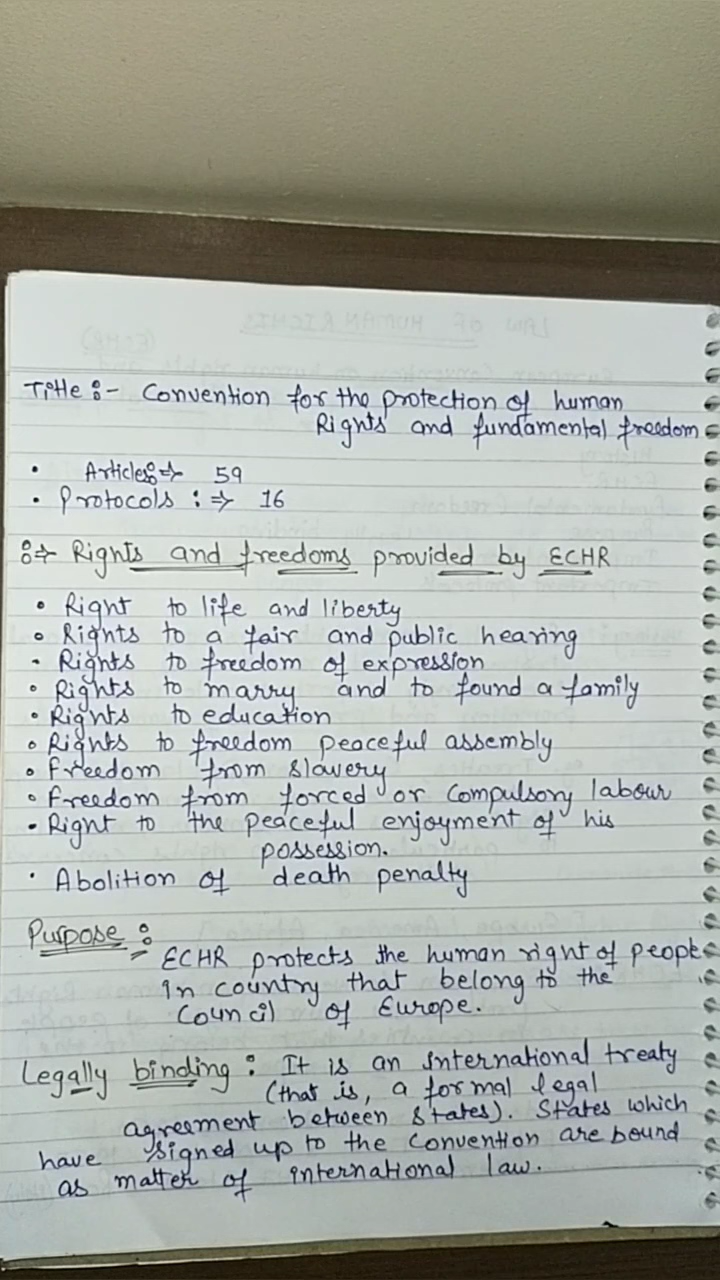 Title :- Convention for the protection of human
Rights and fundamental freedom
• Articles :⇒ 59
• Protocols :⇒ 16
:⇒ Rights and freedoms provided by ECHR
• Right to life and liberty
• Rights to a fair and public hearing
• Rights to freedom of expression
• Rights to marry and to found a family
• Rights to education
• Rights to freedom peaceful assembly
• freedom from slavery
• freedom from forced or compulsory labour
• Right to the peaceful enjoyment of his
possession.
• Abolition of death penalty
Purpose :
ECHR protects the human right of people
in country that belong to the
Council of Europe.
Legally binding : It is an international treaty
(that is, a formal legal
agreement between states). States which
have signed up to the convention are bound
as matter of international law.